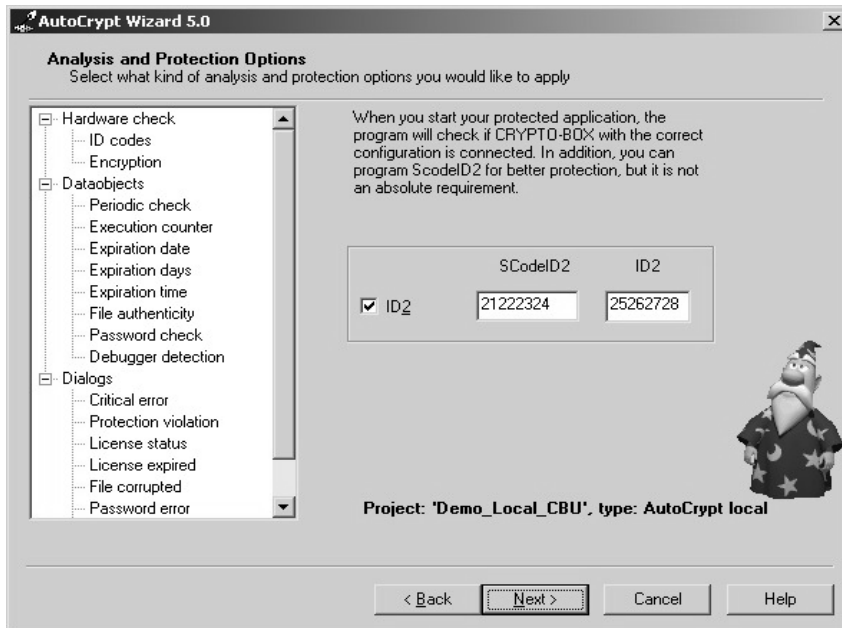 AutoCrypt Wizard 5.0
Analysis and Protection Options
Select what kind of analysis and protection options you would like to apply
Hardware check
ID codes
Encryption
Dataobjects
Periodic check
Execution counter
Expiration date
Expiration days
Expiration time
File authenticity
Password check
Debugger detection
Dialogs
Critical error
Protection violation
License status
License expired
File corrupted
Password error
When you start your protected application, the
program will check if CRYPTO-BOX with the correct
configuration is connected. In addition, you can
program ScodeID2 for better protection, but it is not
an absolute requirement.
SCodeID2 ID2
ID2 21222324 25262728
Project: 'Demo_Local_CBU', type: AutoCrypt local
< Back Next > Cancel Help